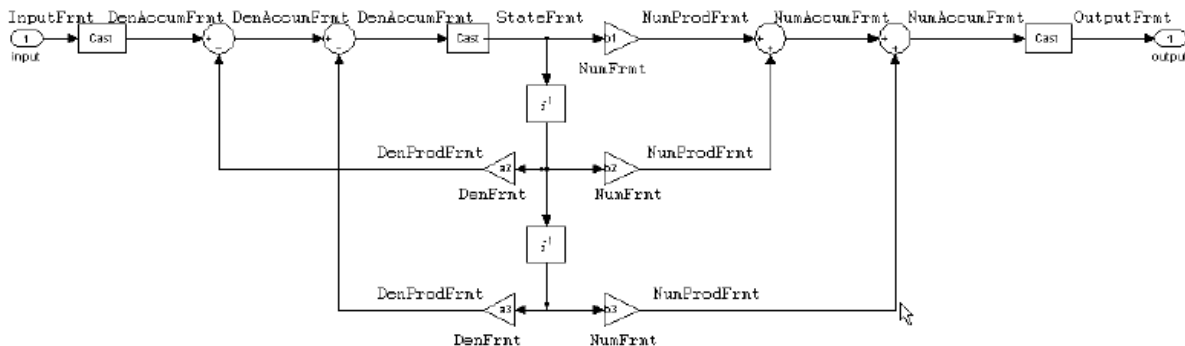 InputFrmt DenAccumFrmt DenAccumFrmt DenAccumFrmt StateFrmt NumProdFrmt NumAccumFrmt NumAccumFrmt OutputFrmt
1 Cast + - + - Cast b1 + + + + Cast 1
input NumFrmt output
z-1
DenProdFrmt NumProdFrmt
a2 b2
DenFrmt NumFrmt
z-1
DenProdFrmt NumProdFrmt
a3 b3
DenFrmt NumFrmt